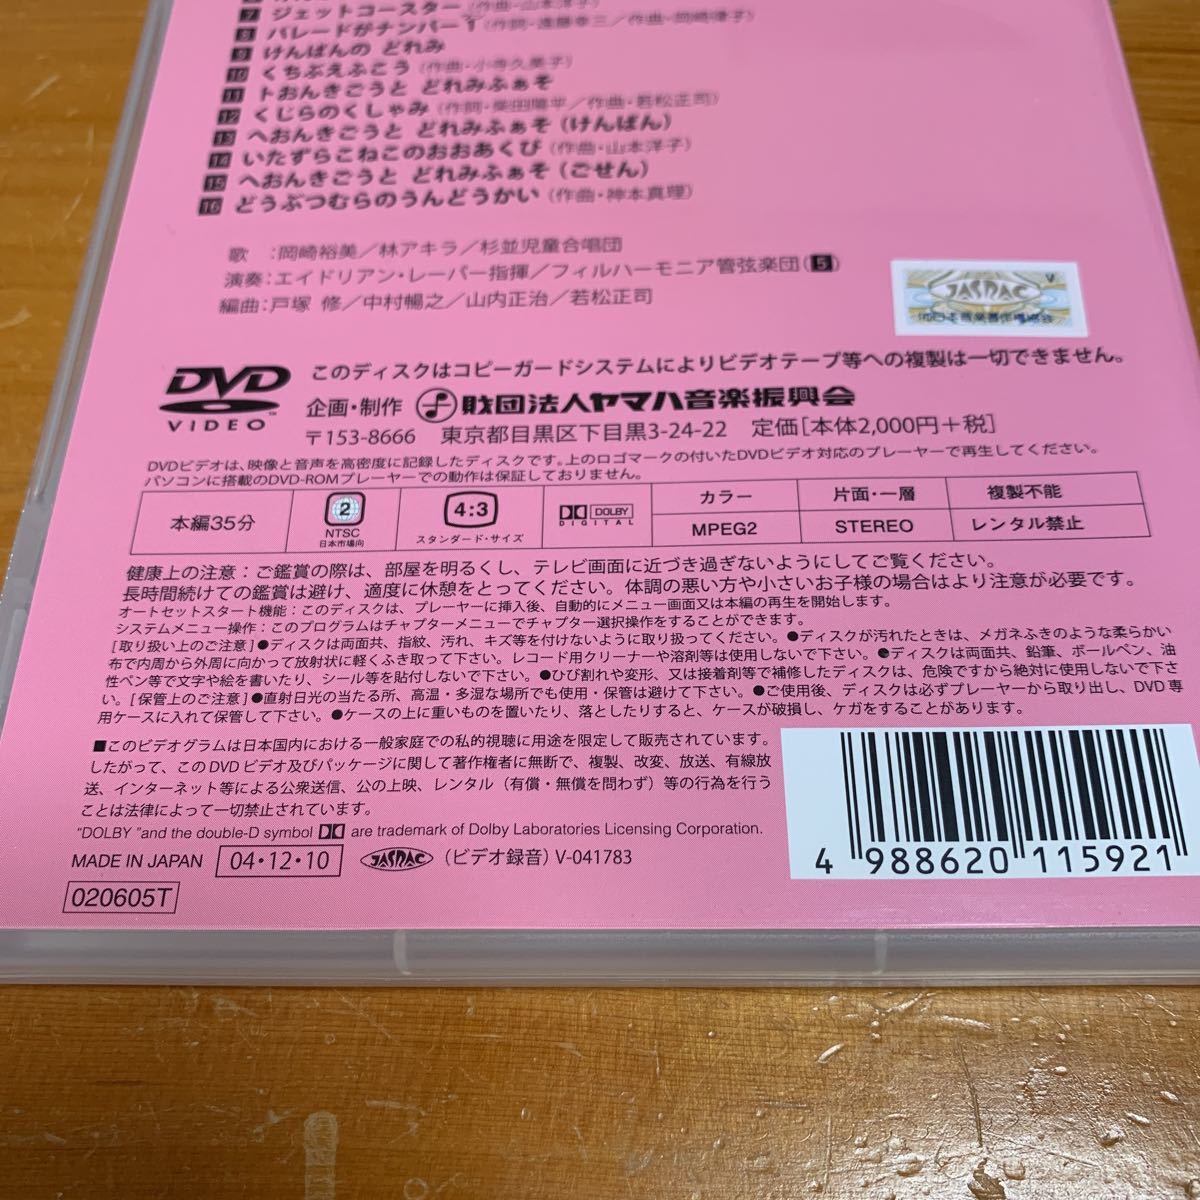 7 ジェットコースター (作曲・山本洋子)
8 パレードがナンバー1 (作詞・遠藤幸三/作曲・岡崎律子)
9 けんばんの どれみ
10 くちぶえふこう (作曲・小寺久美子)
11 トおんきごうと どれみふぁそ
12 くじらのくしゃみ (作詞・柴田陽平/作曲・若松正司)
13 へおんきごうと どれみふぁそ (けんばん)
14 いたずらこねこのおおあくび (作曲・山本洋子)
15 へおんきごうと どれみふぁそ (ごせん)
16 どうぶつむらのうんどうかい (作曲・神本真理)
歌 :岡崎裕美/林アキラ/杉並児童合唱団
演奏:エイドリアン・レーパー指揮/フィルハーモニア管弦楽団(5)
編曲:戸塚 修/中村暢之/山内正治/若松正司
JASRAC
㈳日本音楽著作権協会
DVD VIDEO
このディスクはコピーガードシステムによりビデオテープ等への複製は一切できません。
企画・制作 財団法人ヤマハ音楽振興会
〒153-8666 東京都目黒区下目黒3-24-22 定価[本体2,000円+税]
DVDビデオは、映像と音声を高密度に記録したディスクです。上のロゴマークの付いたDVDビデオ対応のプレーヤーで再生してください。
パソコンに搭載のDVD-ROMプレーヤーでの動作は保証しておりません。
本編35分
2 NTSC 日本市場向
4:3 スタンダード・サイズ
DOLBY DIGITAL
カラー 片面・一層 複製不能
MPEG2 STEREO レンタル禁止
健康上の注意:ご鑑賞の際は、部屋を明るくし、テレビ画面に近づき過ぎないようにしてご覧ください。
長時間続けての鑑賞は避け、適度に休憩をとってください。体調の悪い方や小さいお子様の場合はより注意が必要です。
オートセットスタート機能:このディスクは、プレーヤーに挿入後、自動的にメニュー画面又は本編の再生を開始します。
システムメニュー操作:このプログラムはチャプターメニューでチャプター選択操作をすることができます。
[取り扱い上のご注意]●ディスクは両面共、指紋、汚れ、キズ等を付けないように取り扱ってください。●ディスクが汚れたときは、メガネふきのような柔らかい
布で内周から外周に向かって放射状に軽くふき取って下さい。レコード用クリーナーや溶剤等は使用しないで下さい。●ディスクは両面共、鉛筆、ボールペン、油
性ペン等で文字や絵を書いたり、シール等を貼付しないで下さい。●ひび割れや変形、又は接着剤等で補修したディスクは、危険ですから絶対に使用しないで下さ
い。[保管上のご注意]●直射日光の当たる所、高温・多湿な場所でも使用・保管は避けて下さい。●ご使用後、ディスクは必ずプレーヤーから取り出し、DVD専
用ケースに入れて保管して下さい。●ケースの上に重いものを置いたり、落としたりすると、ケースが破損し、ケガをすることがあります。
■このビデオグラムは日本国内における一般家庭での私的視聴に用途を限定して販売されています。
したがって、このDVDビデオ及びパッケージに関して著作権者に無断で、複製、改変、放送、有線放
送、インターネット等による公衆送信、公の上映、レンタル(有償・無償を問わず)等の行為を行う
ことは法律によって一切禁止されています。
"DOLBY "and the double-D symbol are trademark of Dolby Laboratories Licensing Corporation.
MADE IN JAPAN 04・12・10 JASRAC (ビデオ録音) V-041783
020605T
4 988620 115921